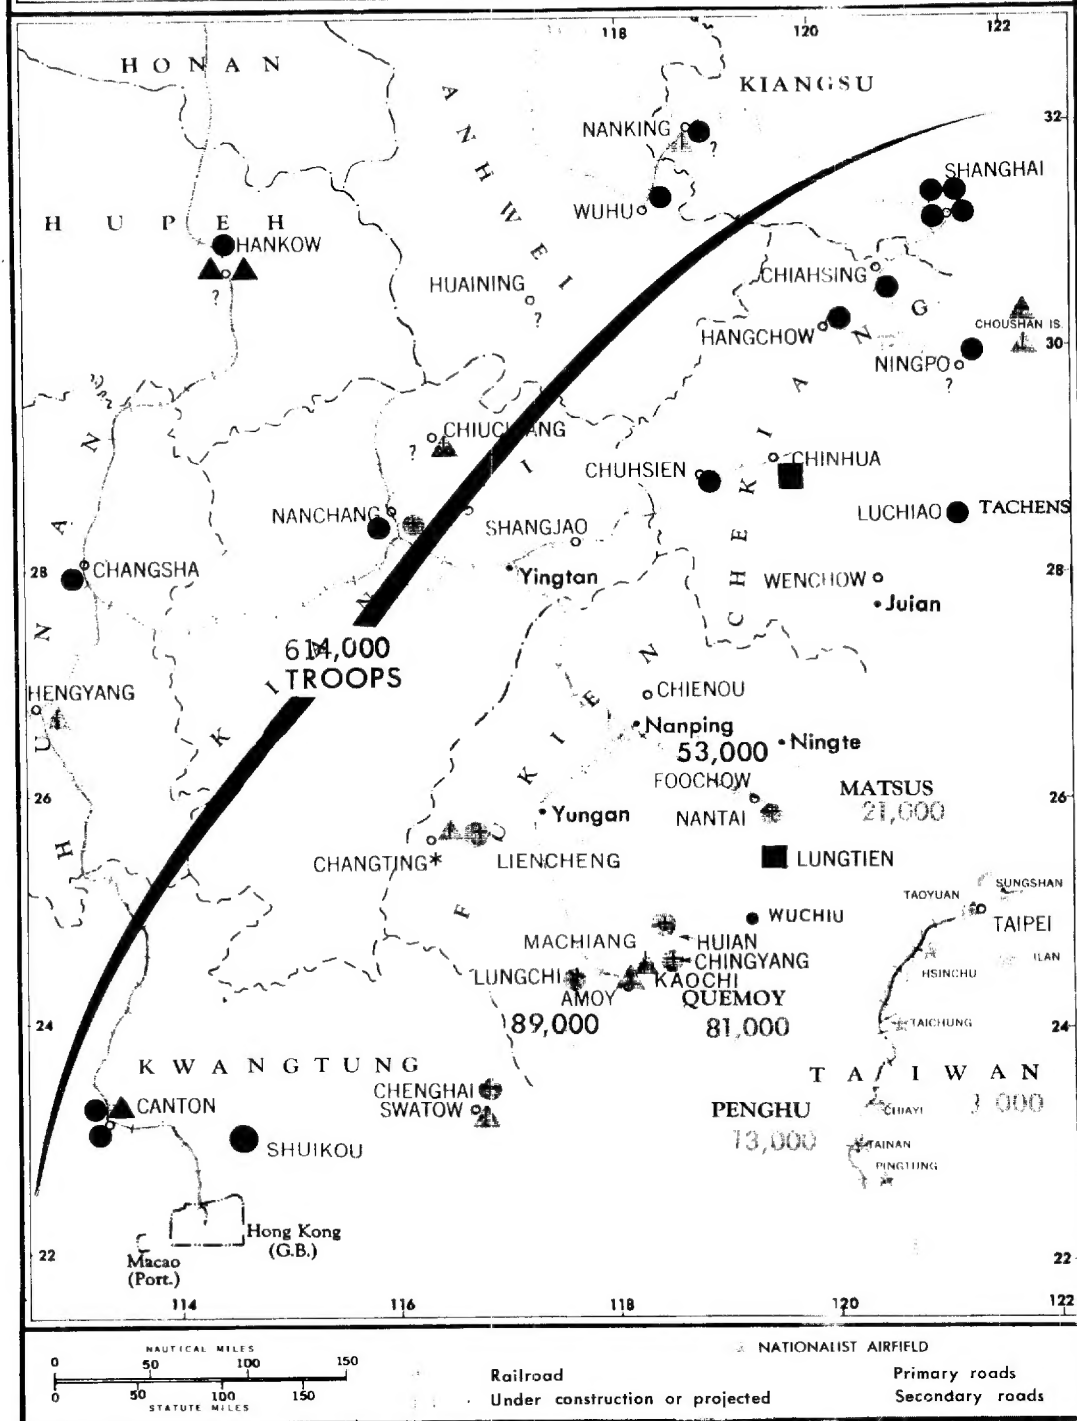 118
120
122
HONAN
ANHWEI
KIANGSU
32
NANKING
?
SHANGHAI
WUHU
HUPEH
HANKOW
?
HUAINING
?
CHIAHSING
CHOUSHAN IS.
HANGCHOW
30
NINGPO
?
CHIUCHIANG
?
CHUHSIEN
CHINHUA
CHEKIANG
NANCHANG
SHANGJAO
LUCHIAO
TACHENS
HUNAN
28
CHANGSHA
Yingtan
WENCHOW
28
Juian
614,000
TROOPS
KIANGSI
HENGYANG
CHIENOU
Nanping
53,000
Ningte
FUKIEN
FOOCHOW
26
MATSUS
26
Yungan
NANTAI
21,000
CHANGTING*
LIENCHENG
LUNGTIEN
SUNGSHAN
TAOYUAN
WUCHIU
TAIPEI
MACHIANG
HUIAN
ILAN
LUNGCHI
CHINGYANG
KAOCHI
HSINCHU
AMOY
QUEMOY
24
89,000
81,000
TAICHUNG
24
KWANGTUNG
TAIWAN
CHENGHAI
SWATOW
CANTON
PENGHU
CHIAYI
000
13,000
TAINAN
SHUIKOU
PINGTUNG
Hong Kong
(G.B.)
22
Macao
(Port.)
22
114
116
118
120
122
NAUTICAL MILES
0 50 100 150
0 50 100 150
STATUTE MILES
NATIONALIST AIRFIELD
Railroad
Primary roads
Under construction or projected
Secondary roads